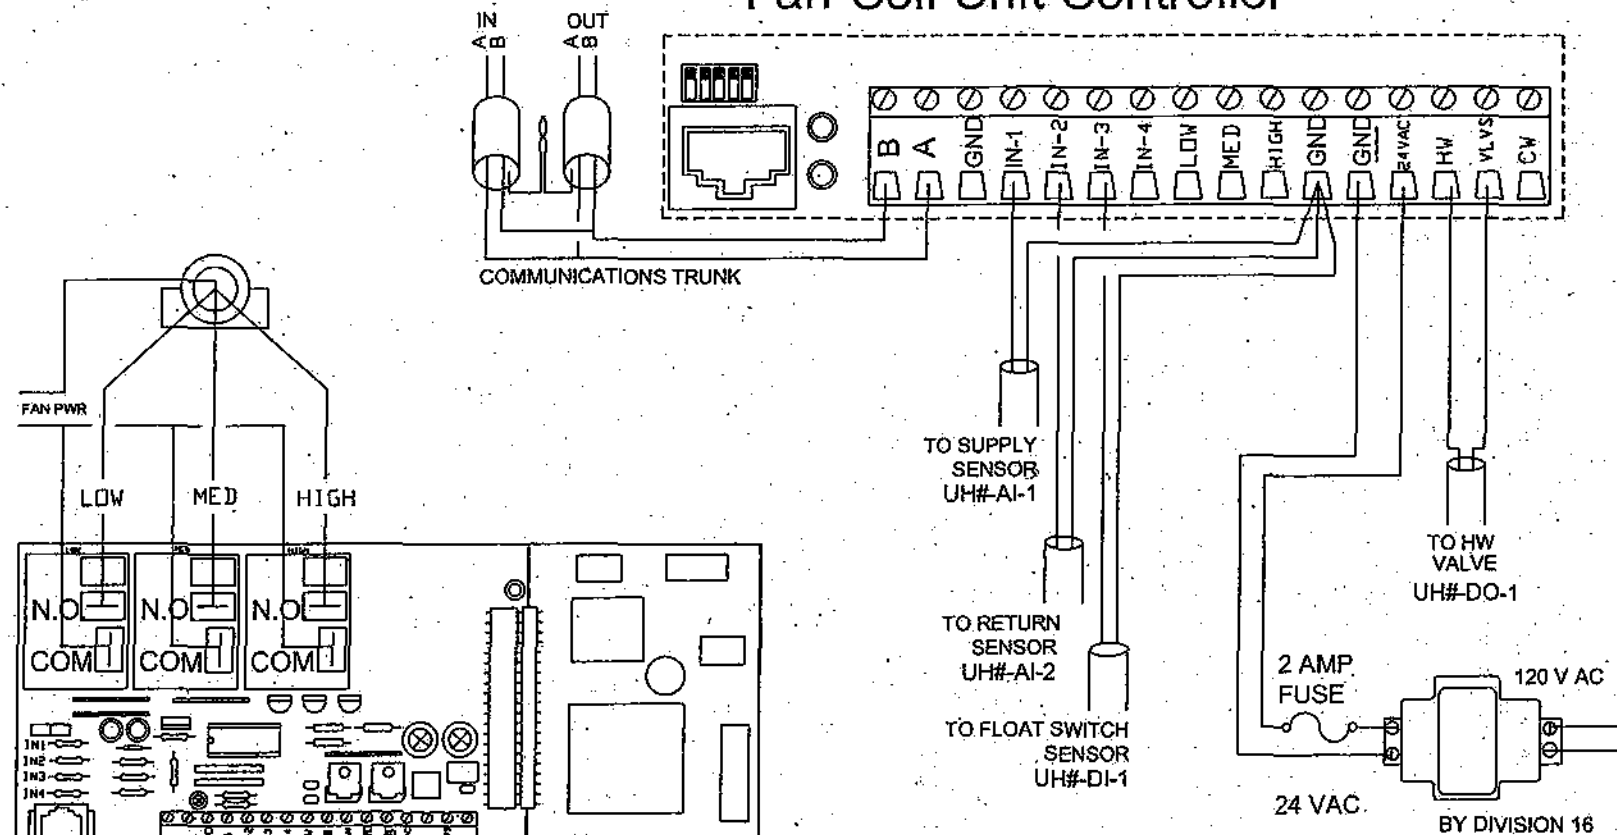 Fan Coil Unit Controller
IN
OUT
A B
A B
B
A
GND
IN-1
IN-2
IN-3
IN-4
LOW
MED
HIGH
GND
GND
24VAC
HW
VLVS
CW
COMMUNICATIONS TRUNK
FAN PWR
LOW
MED
HIGH
TO SUPPLY
SENSOR
UH#-AI-1
TO HW
VALVE
UH#-DO-1
N.O
N.O
N.O
COM
COM
COM
TO RETURN
SENSOR
UH#-AI-2
2 AMP
FUSE
120 V AC
TO FLOAT SWITCH
SENSOR
UH#-DI-1
IN1
IN2
IN3
IN4
24 VAC
BY DIVISION 16